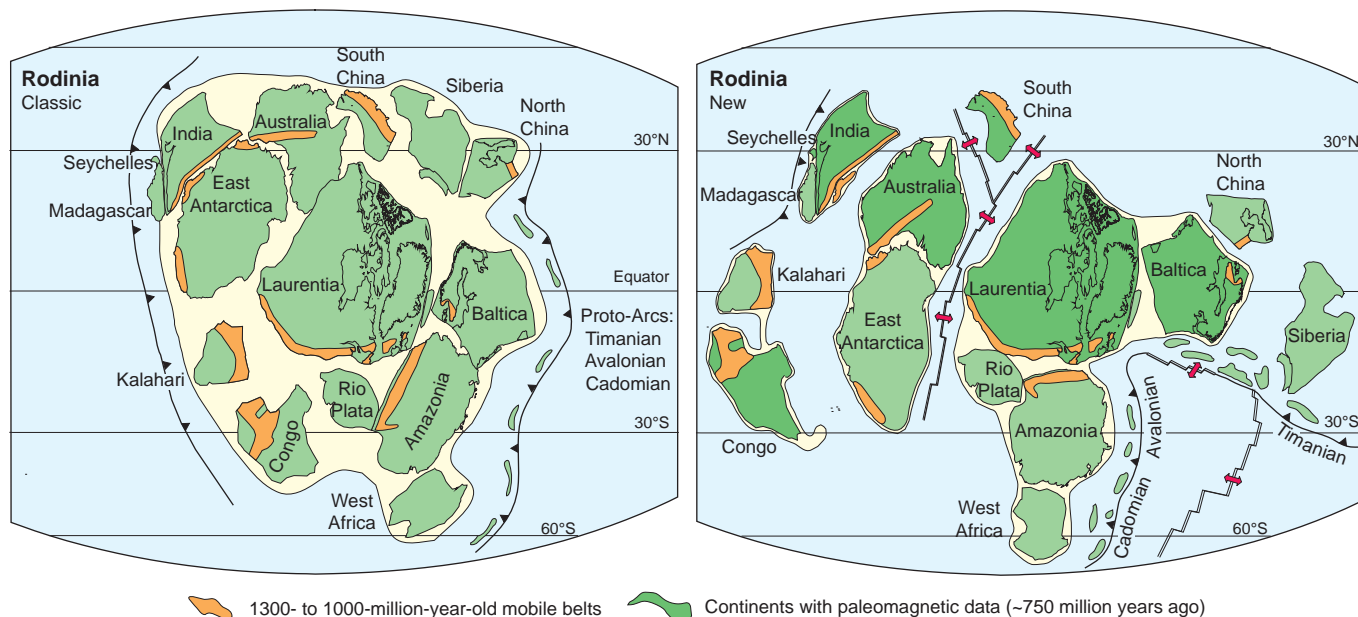 Rodinia
Classic
South
China
Siberia
North
China
India
Australia
30°N
Seychelles
East
Antarctica
Madagascar
Equator
Laurentia
Baltica
Proto-Arcs:
Timanian
Avalonian
Cadomian
Kalahari
Rio
Plata
Amazonia
30°S
Congo
West
Africa
60°S
Rodinia
New
South
China
India
Seychelles
30°N
North
China
Madagascar
Australia
Kalahari
Laurentia
Baltica
Equator
East
Antarctica
Siberia
Rio
Plata
Avalonian
Amazonia
30°S
Timanian
Congo
West
Africa
Cadomian
60°S
1300- to 1000-million-year-old mobile belts
Continents with paleomagnetic data (~750 million years ago)